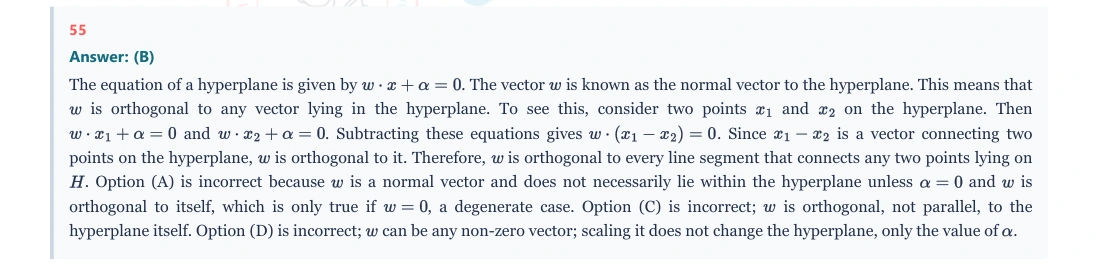 55
Answer: (B)
The equation of a hyperplane is given by w · x + α = 0. The vector w is known as the normal vector to the hyperplane. This means that
w is orthogonal to any vector lying in the hyperplane. To see this, consider two points x₁ and x₂ on the hyperplane. Then
w · x₁ + α = 0 and w · x₂ + α = 0. Subtracting these equations gives w · (x₁ − x₂) = 0. Since x₁ − x₂ is a vector connecting two
points on the hyperplane, w is orthogonal to it. Therefore, w is orthogonal to every line segment that connects any two points lying on
H. Option (A) is incorrect because w is a normal vector and does not necessarily lie within the hyperplane unless α = 0 and w is
orthogonal to itself, which is only true if w = 0, a degenerate case. Option (C) is incorrect; w is orthogonal, not parallel, to the
hyperplane itself. Option (D) is incorrect; w can be any non-zero vector; scaling it does not change the hyperplane, only the value of α.